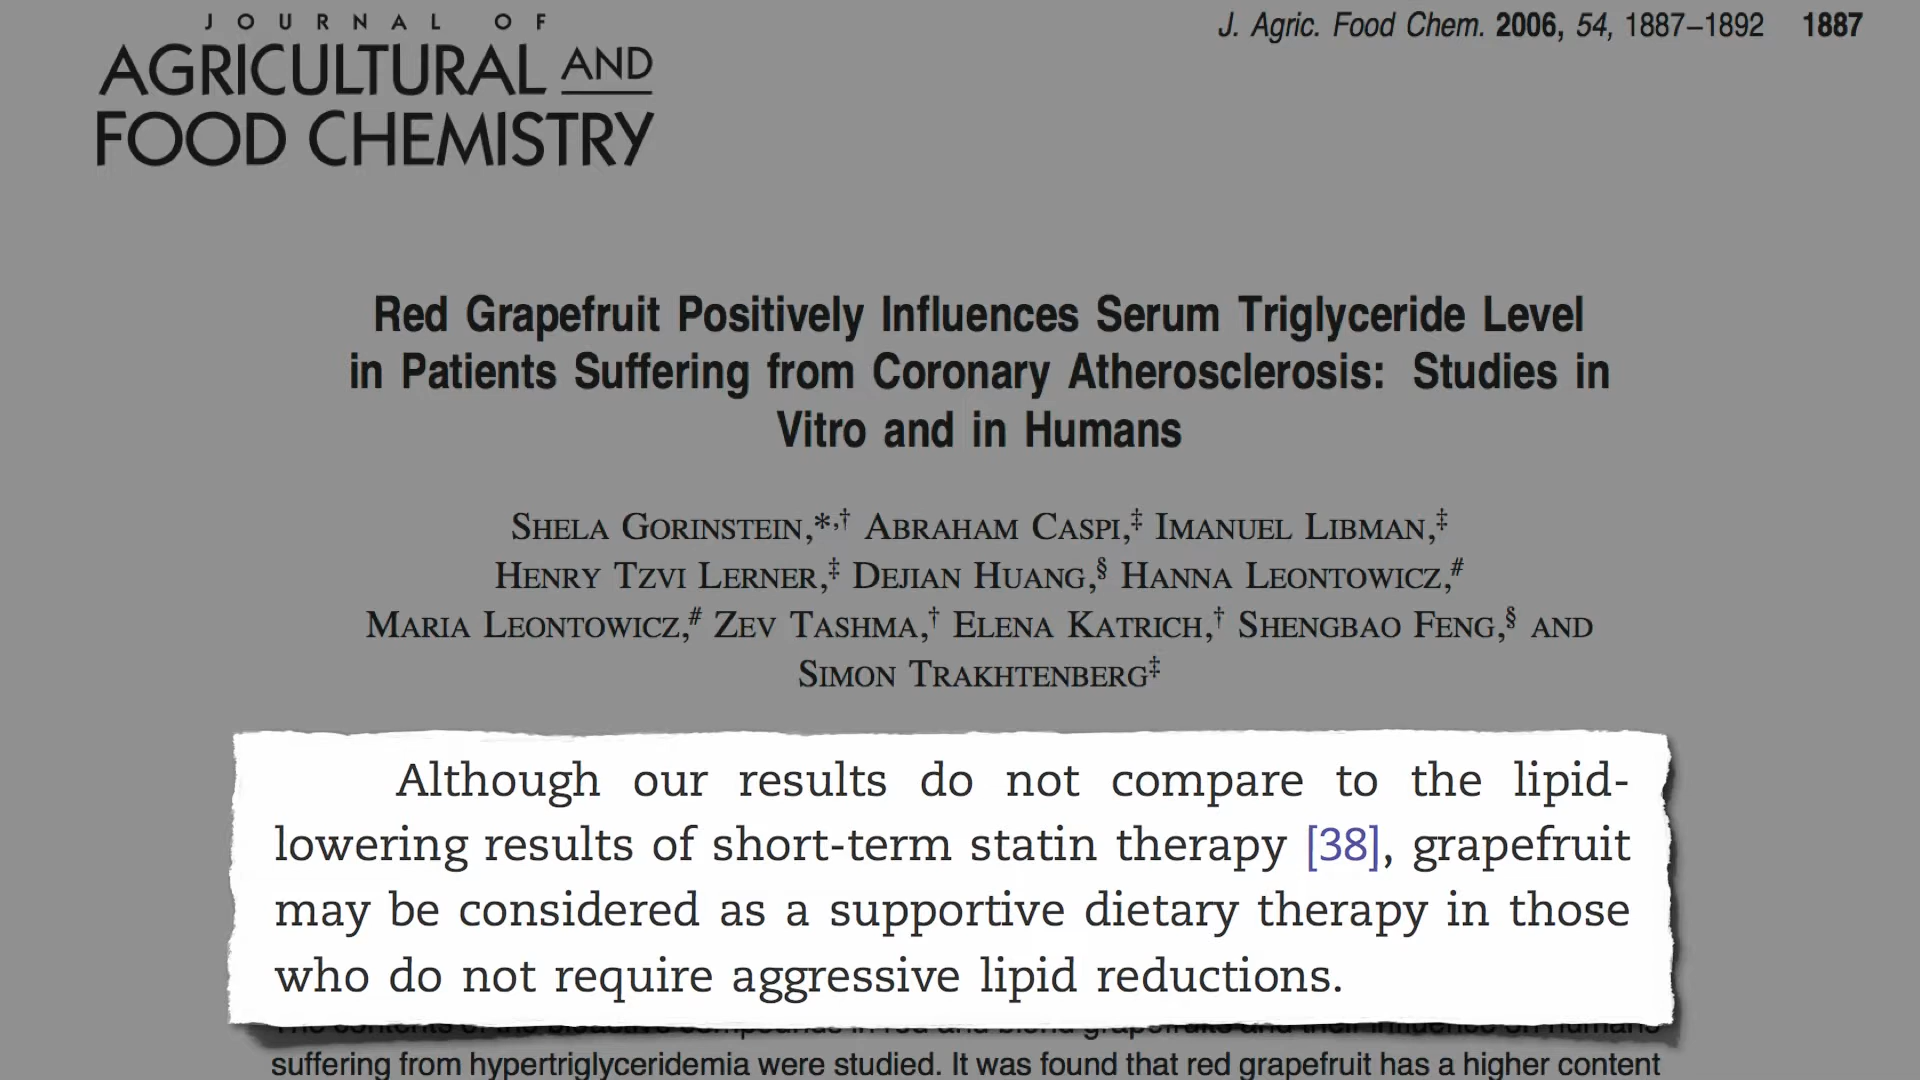 JOURNAL OF
AGRICULTURAL AND
FOOD CHEMISTRY
J. Agric. Food Chem. 2006, 54, 1887–1892 1887
Red Grapefruit Positively Influences Serum Triglyceride Level
in Patients Suffering from Coronary Atherosclerosis: Studies in
Vitro and in Humans
SHELA GORINSTEIN,*,† ABRAHAM CASPI,‡ IMANUEL LIBMAN,‡
HENRY TZVI LERNER,‡ DEJIAN HUANG,§ HANNA LEONTOWICZ,#
MARIA LEONTOWICZ,# ZEV TASHMA,† ELENA KATRICH,† SHENGBAO FENG,§ AND
SIMON TRAKHTENBERG‡
Although our results do not compare to the lipid-
lowering results of short-term statin therapy [38], grapefruit
may be considered as a supportive dietary therapy in those
who do not require aggressive lipid reductions.
suffering from hypertriglyceridemia were studied. It was found that red grapefruit has a higher content